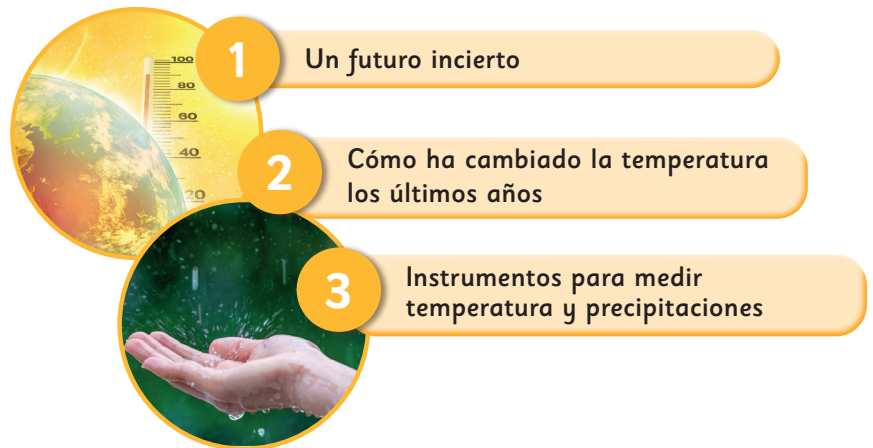 1 Un futuro incierto
2 Cómo ha cambiado la temperatura
los últimos años
3 Instrumentos para medir
temperatura y precipitaciones
100
80
60
40
20